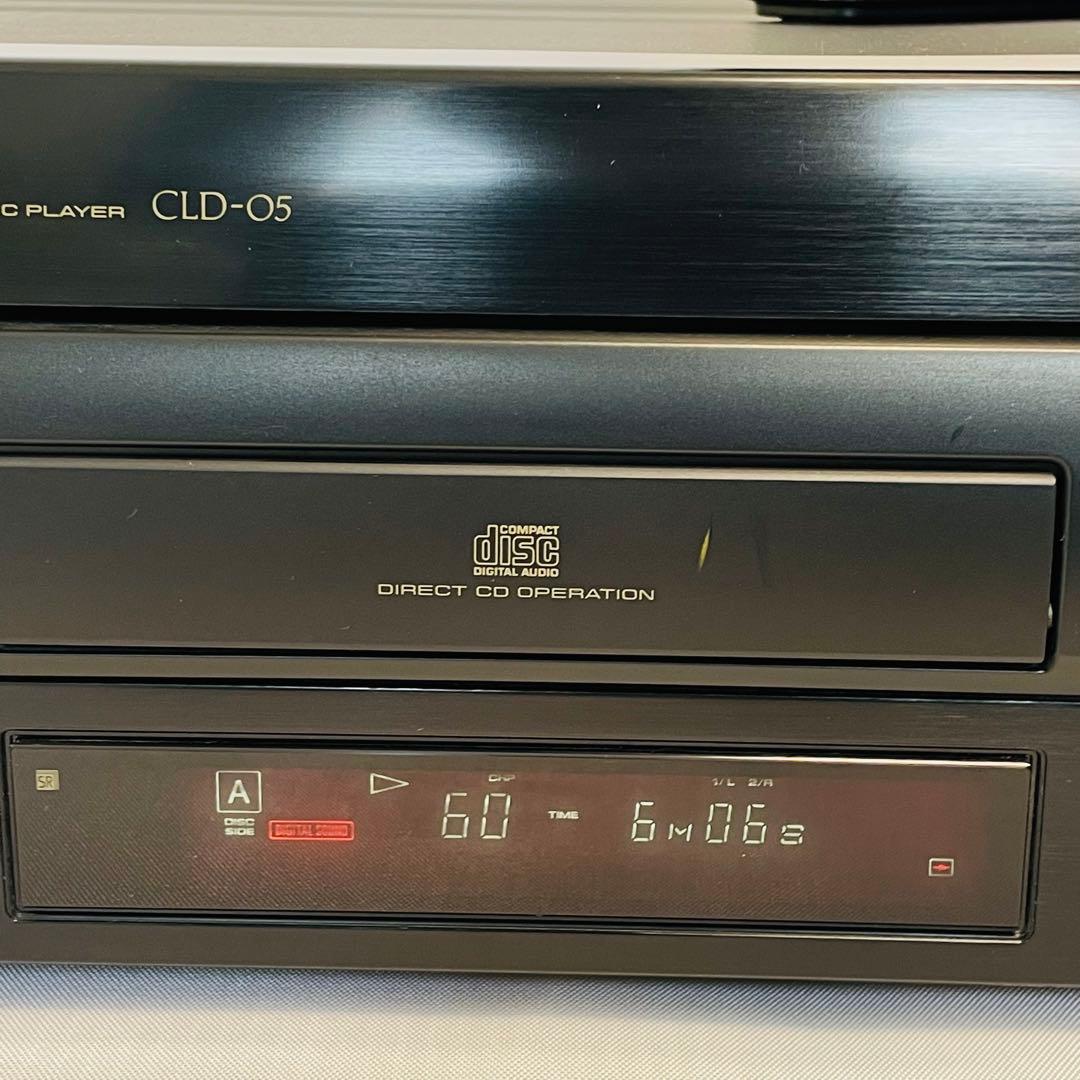 C PLAYER CLD-05
COMPACT
disc
DIGITAL AUDIO
DIRECT CD OPERATION
SR
A
DISC
SIDE
DIGITAL SOUND
CHP
60
TIME
1/L 2/R
6M06S